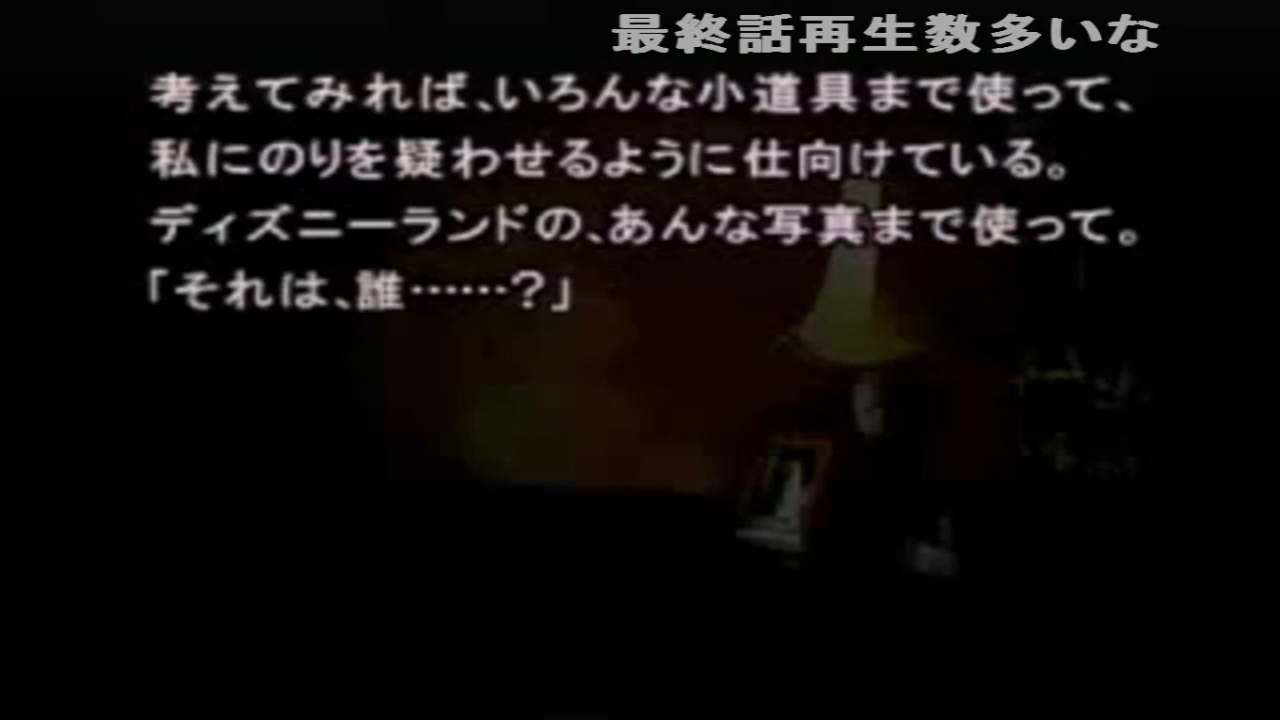 最終話再生数多いな
考えてみれば、いろんな小道具まで使って、
私にのりを疑わせるように仕向けている。
ディズニーランドの、あんな写真まで使って。
「それは、誰……？」